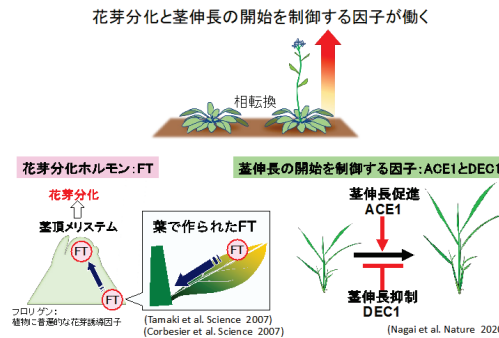 花芽分化と茎伸長の開始を制御する因子が働く
相転換
花芽分化ホルモン:FT
茎伸長の開始を制御する因子:ACE1とDEC1
花芽分化
茎頂メリステム
FT
FT
フロリゲン:
植物に普遍的な花芽誘導因子
葉で作られたFT
FT
(Tamaki et al. Science 2007)
(Corbesier et al. Science 2007)
茎伸長促進
ACE1
茎伸長抑制
DEC1
(Nagai et al. Nature 2020